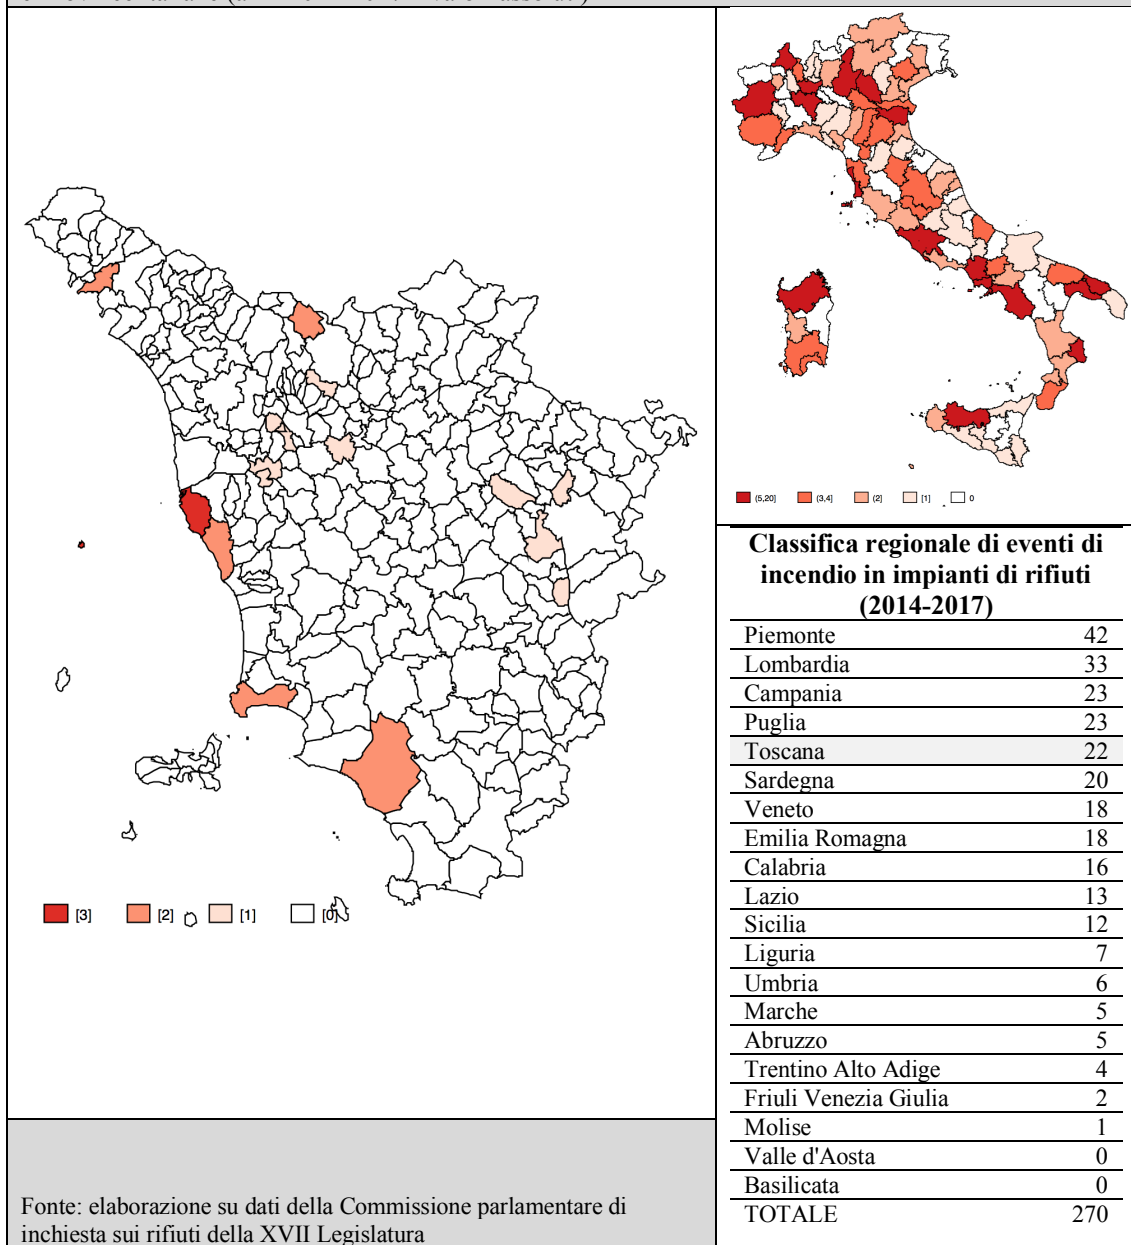 [3] [2] [1] [0]
(5,20] (3,4] [2] [1] 0
Classifica regionale di eventi di
incendio in impianti di rifiuti
(2014-2017)
Piemonte 42
Lombardia 33
Campania 23
Puglia 23
Toscana 22
Sardegna 20
Veneto 18
Emilia Romagna 18
Calabria 16
Lazio 13
Sicilia 12
Liguria 7
Umbria 6
Marche 5
Abruzzo 5
Trentino Alto Adige 4
Friuli Venezia Giulia 2
Molise 1
Valle d'Aosta 0
Basilicata 0
TOTALE 270
Fonte: elaborazione su dati della Commissione parlamentare di
inchiesta sui rifiuti della XVII Legislatura